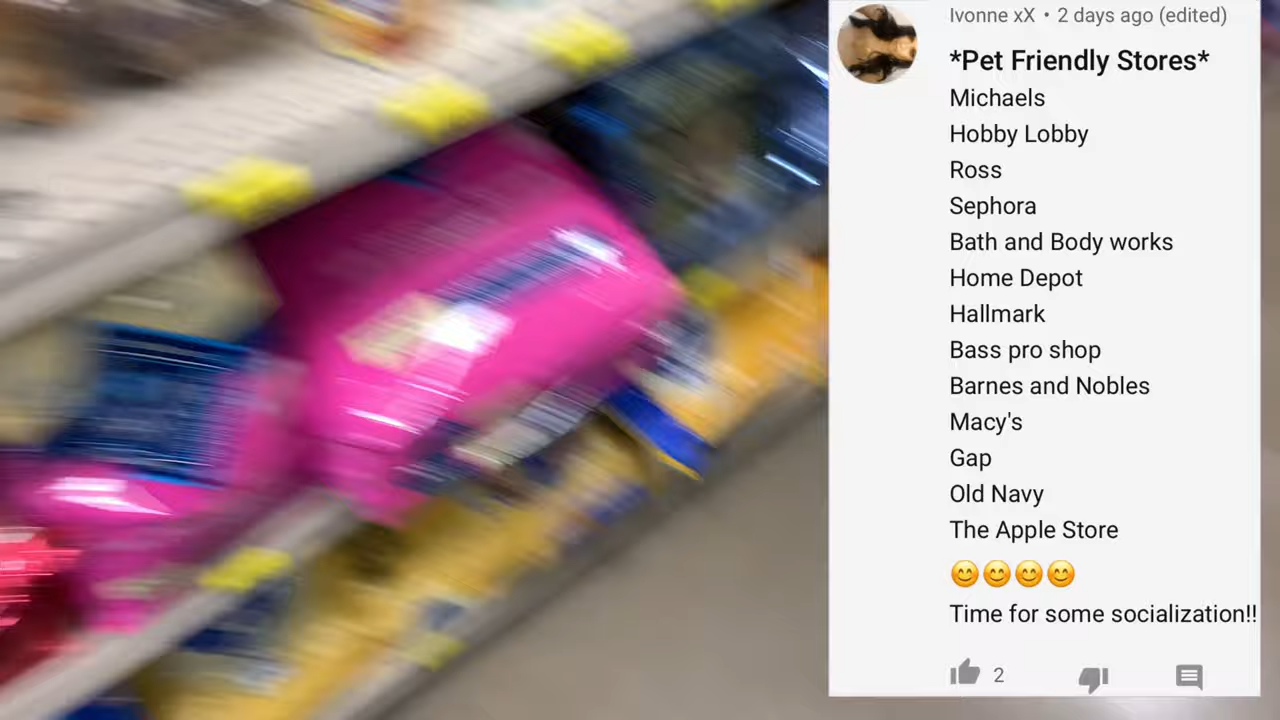 Ivonne xX • 2 days ago (edited)
*Pet Friendly Stores*
Michaels
Hobby Lobby
Ross
Sephora
Bath and Body works
Home Depot
Hallmark
Bass pro shop
Barnes and Nobles
Macy's
Gap
Old Navy
The Apple Store
😊😊😊😊
Time for some socialization!!
2